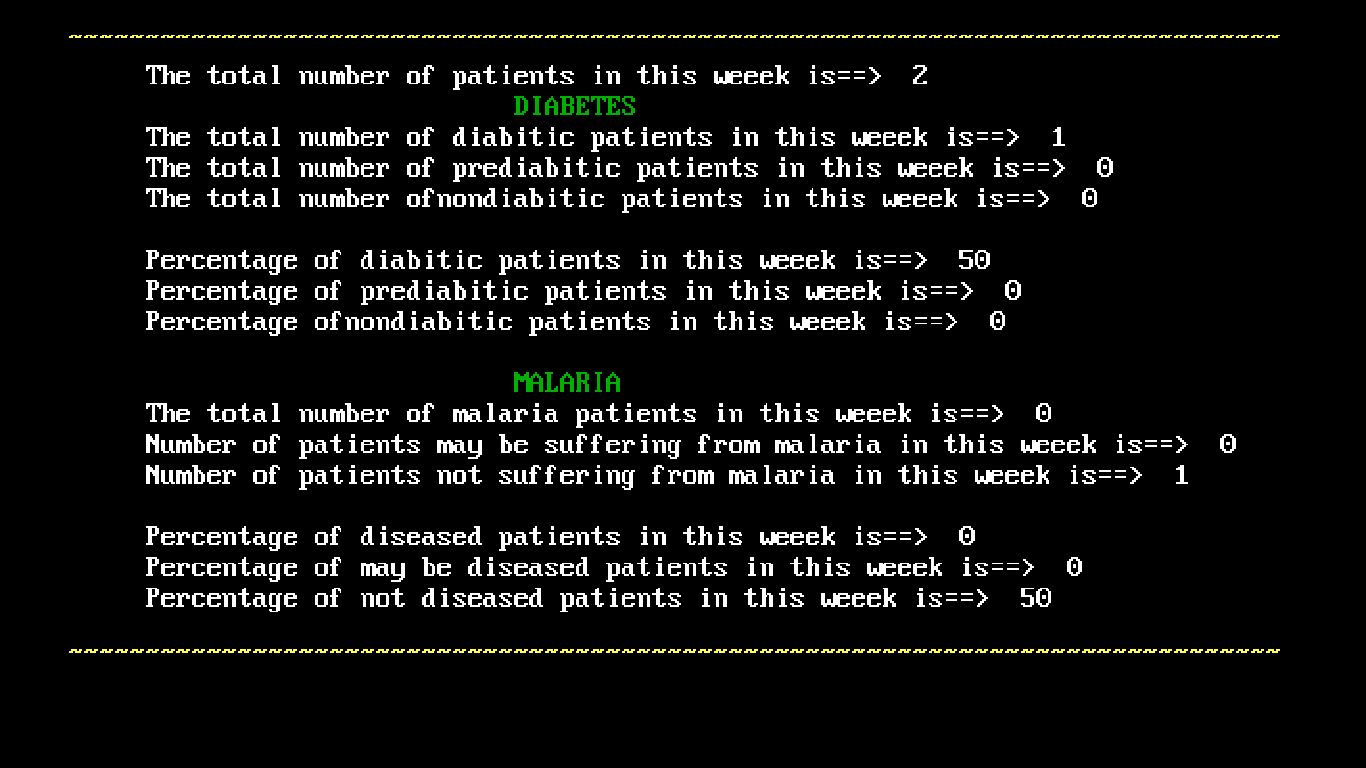 The total number of patients in this weeek is==> 2
DIABETES
The total number of diabitic patients in this weeek is==> 1
The total number of prediabitic patients in this weeek is==> 0
The total number ofnondiabitic patients in this weeek is==> 0
Percentage of diabitic patients in this weeek is==> 50
Percentage of prediabitic patients in this weeek is==> 0
Percentage ofnondiabitic patients in this weeek is==> 0
MALARIA
The total number of malaria patients in this weeek is==> 0
Number of patients may be suffering from malaria in this weeek is==> 0
Number of patients not suffering from malaria in this weeek is==> 1
Percentage of diseased patients in this weeek is==> 0
Percentage of may be diseased patients in this weeek is==> 0
Percentage of not diseased patients in this weeek is==> 50